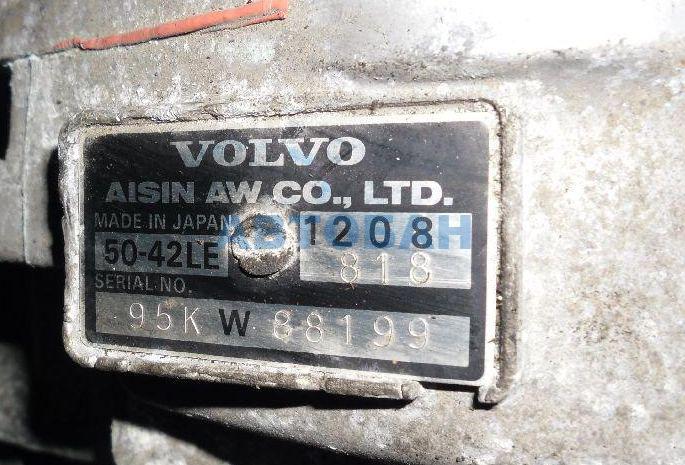 VOLVO
AISIN AW CO., LTD.
MADE IN JAPAN 1208
50-42LE 818
SERIAL NO.
95K W 88199